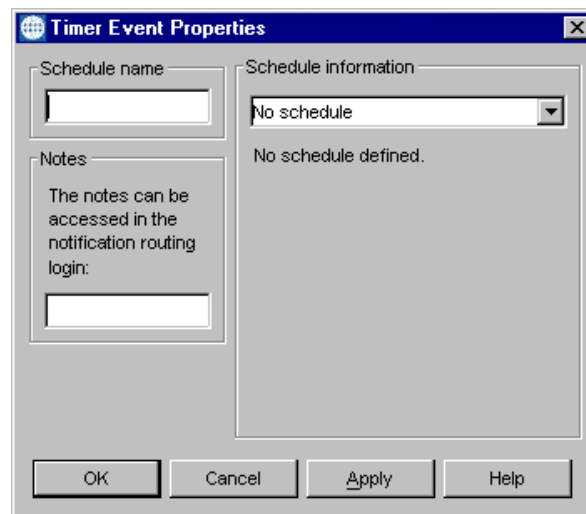 Timer Event Properties
Schedule name
Notes
The notes can be
accessed in the
notification routing
login:
Schedule information
No schedule
No schedule defined.
OK
Cancel
Apply
Help